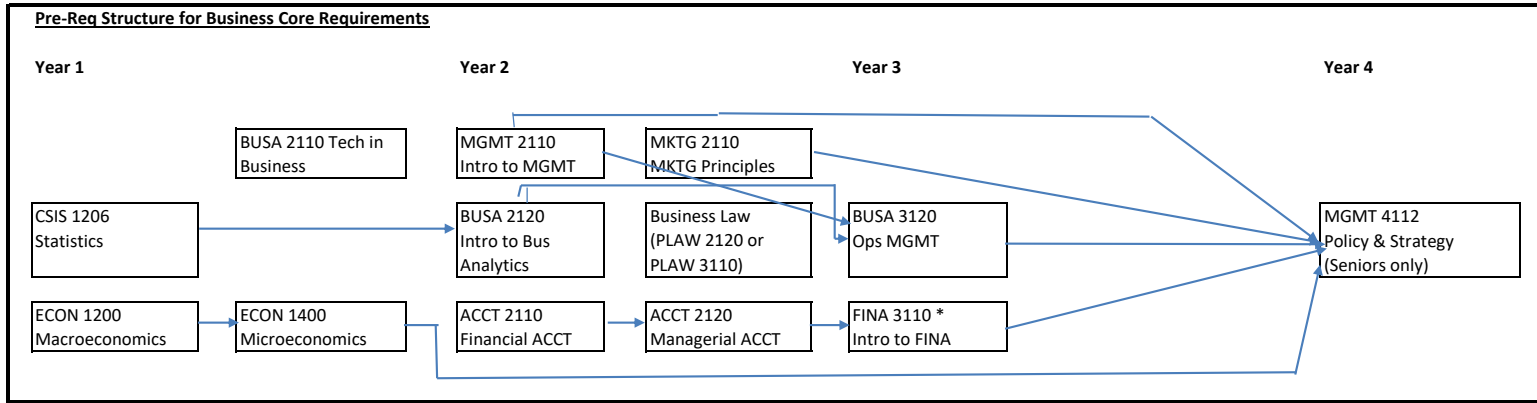 Pre-Req Structure for Business Core Requirements
Year 1
Year 2
Year 3
Year 4
BUSA 2110 Tech in
Business
MGMT 2110
Intro to MGMT
MKTG 2110
MKTG Principles
CSIS 1206
Statistics
BUSA 2120
Intro to Bus
Analytics
Business Law
(PLAW 2120 or
PLAW 3110)
BUSA 3120
Ops MGMT
MGMT 4112
Policy & Strategy
(Seniors only)
ECON 1200
Macroeconomics
ECON 1400
Microeconomics
ACCT 2110
Financial ACCT
ACCT 2120
Managerial ACCT
FINA 3110 *
Intro to FINA